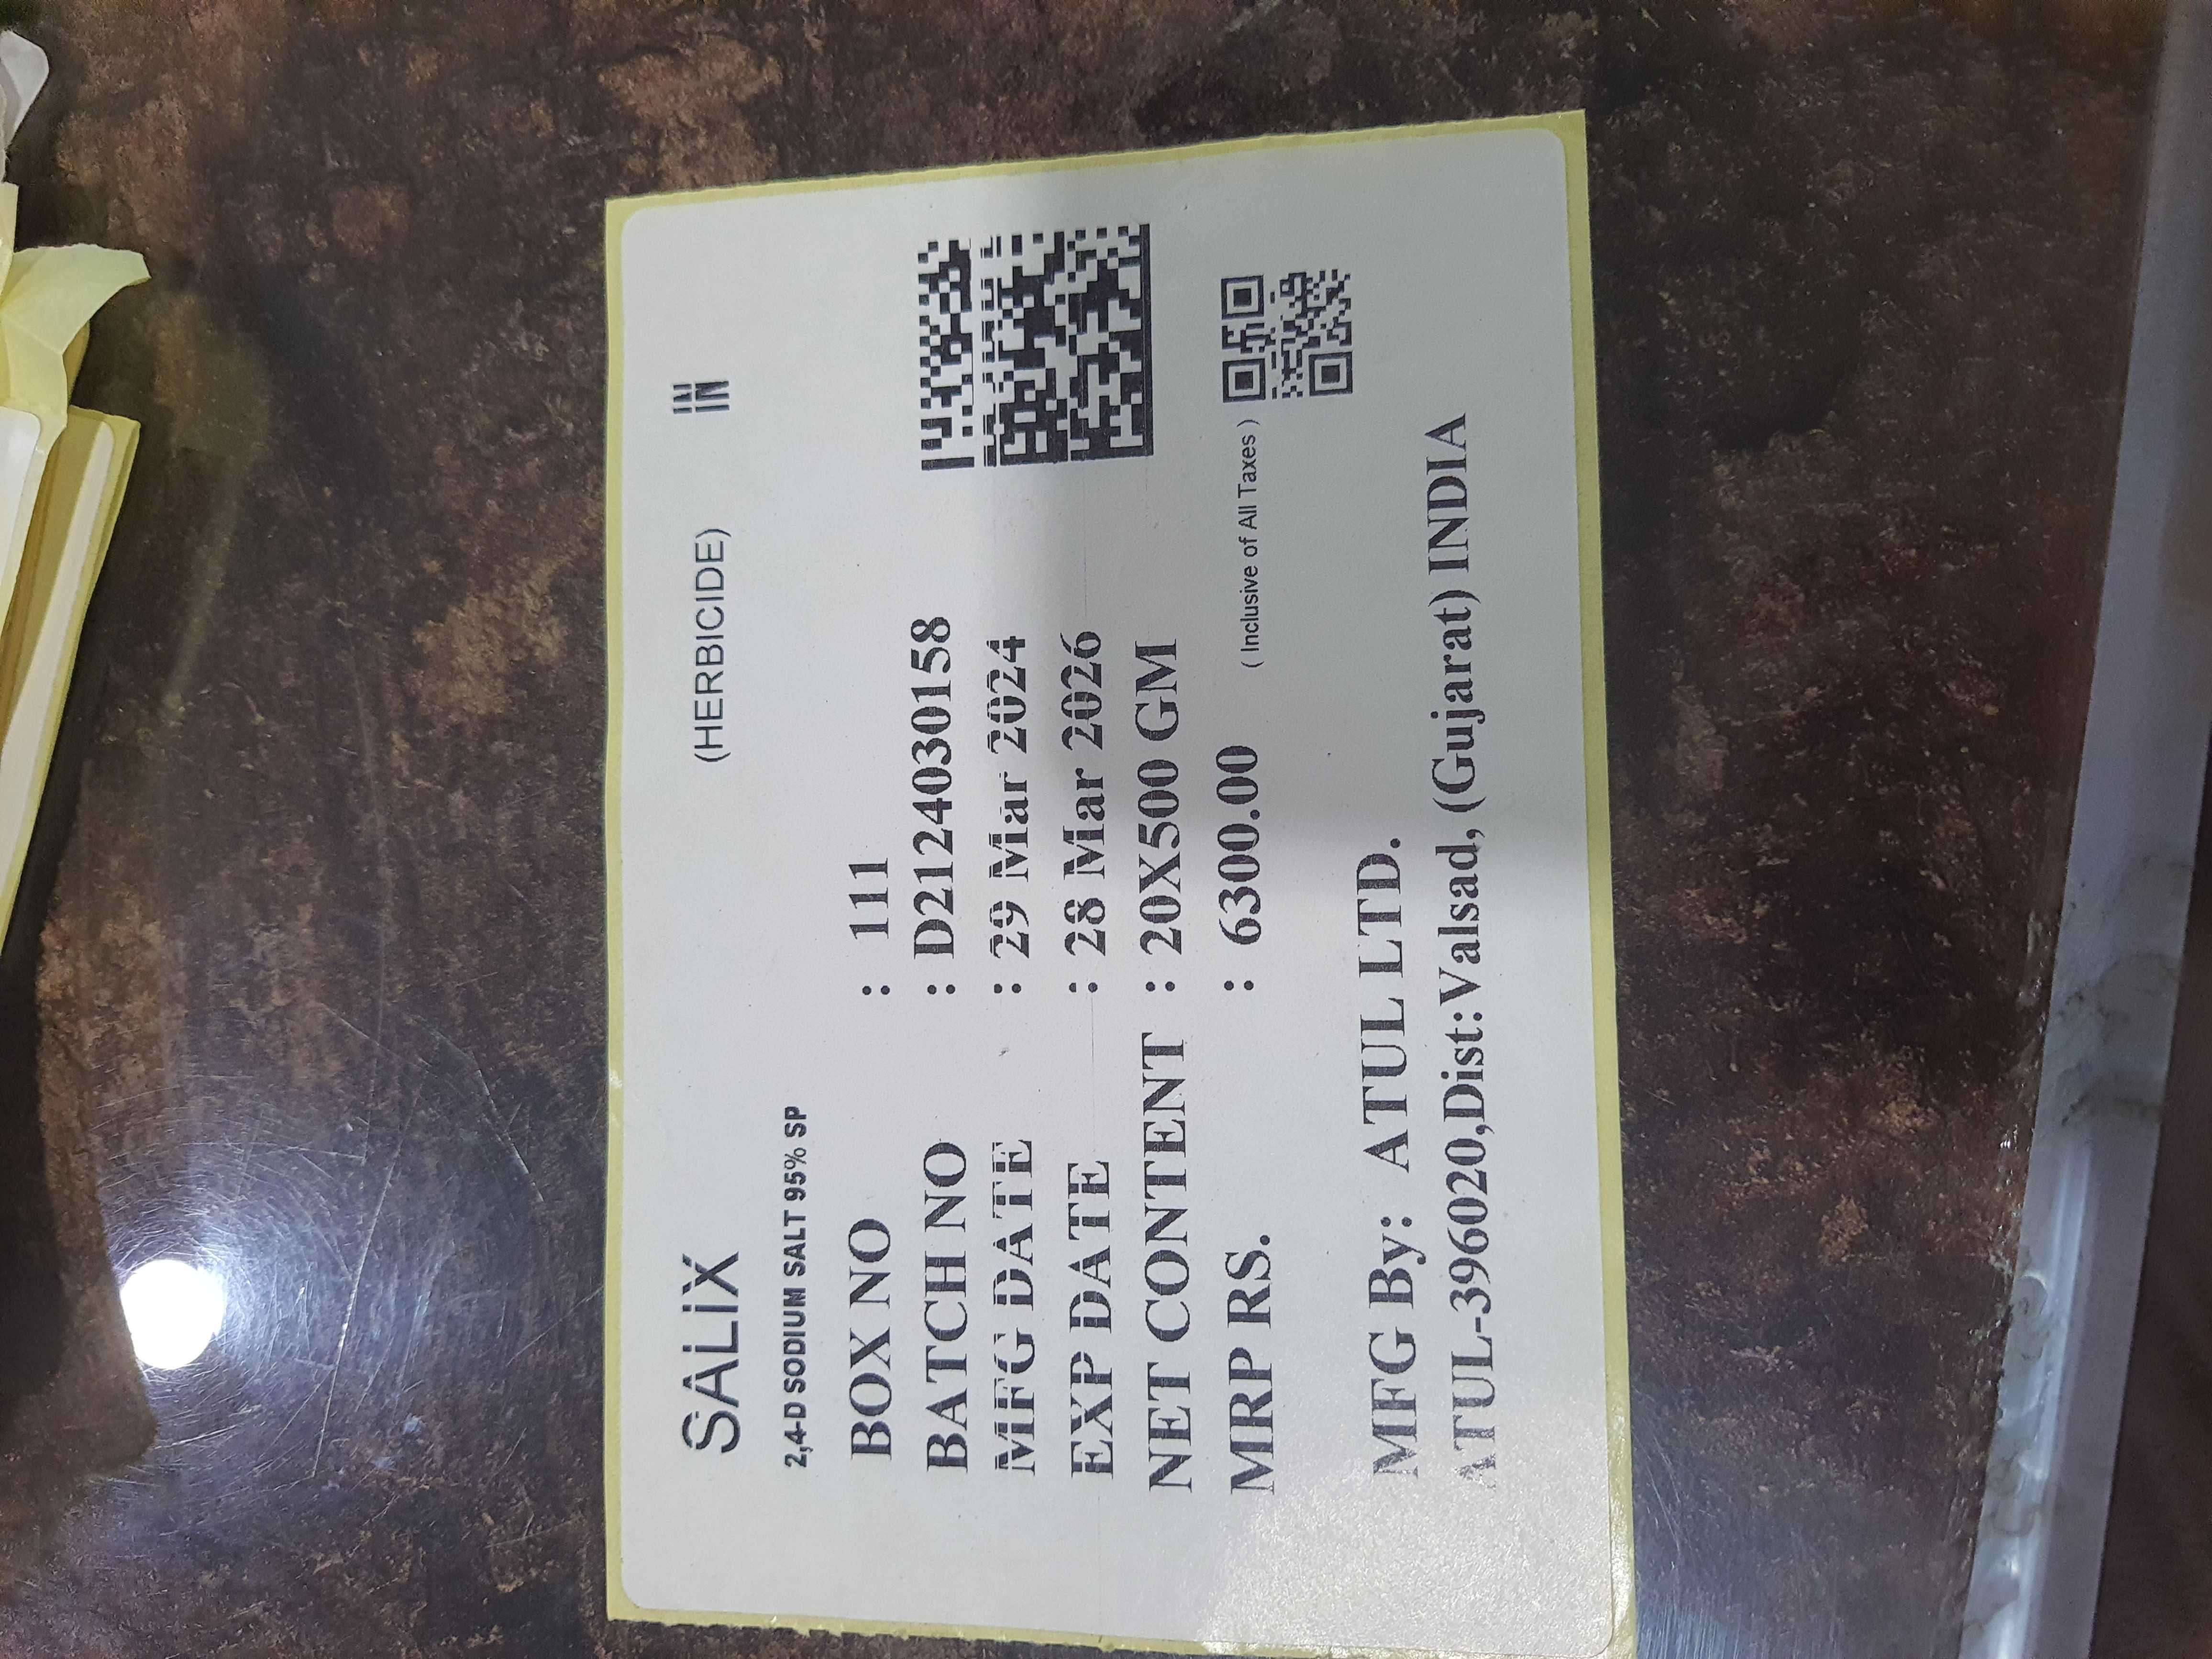 SALIX (HERBICIDE) IN
2,4-D SODIUM SALT 95% SP
BOX NO : 111
BATCH NO : D2124030158
MFG DATE : 29 Mar 2024
EXP DATE : 28 Mar 2026
NET CONTENT : 20X500 GM
MRP RS. : 6300.00 ( Inclusive of All Taxes )
MFG By: ATUL LTD.
ATUL-396020,Dist:Valsad, (Gujarat) INDIA